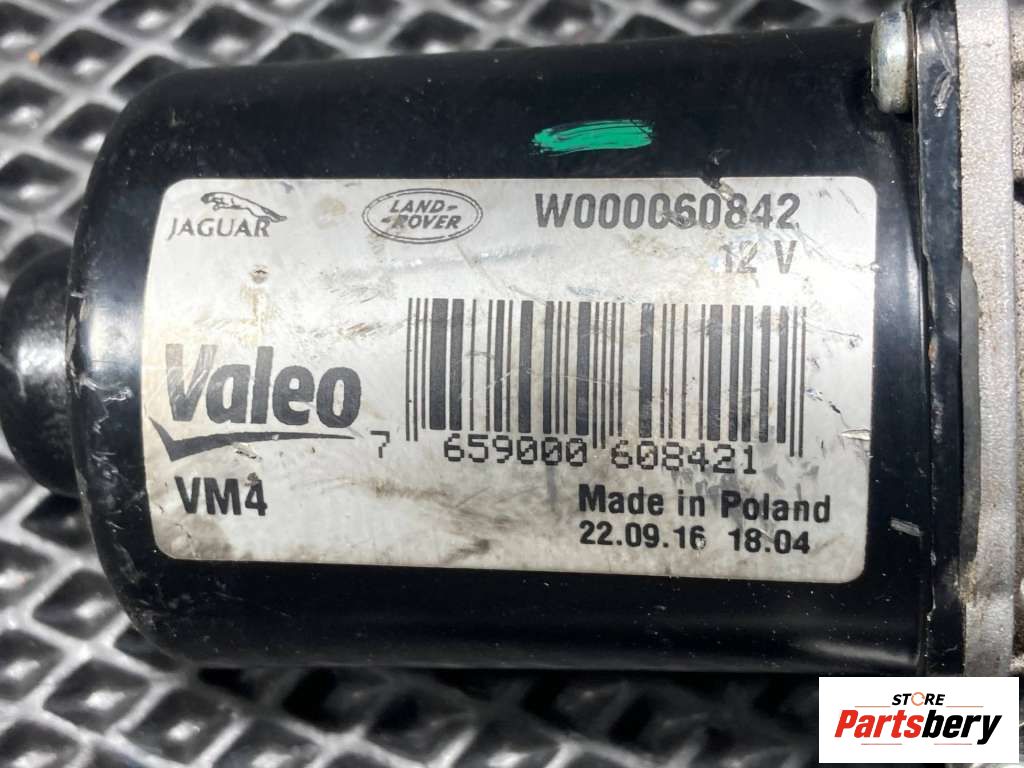 JAGUAR
LAND-
-ROVER
W000060842
12 V
Valeo
7 659000 608421
VM4
Made in Poland
22.09.16 18.04
STORE
Partsbery